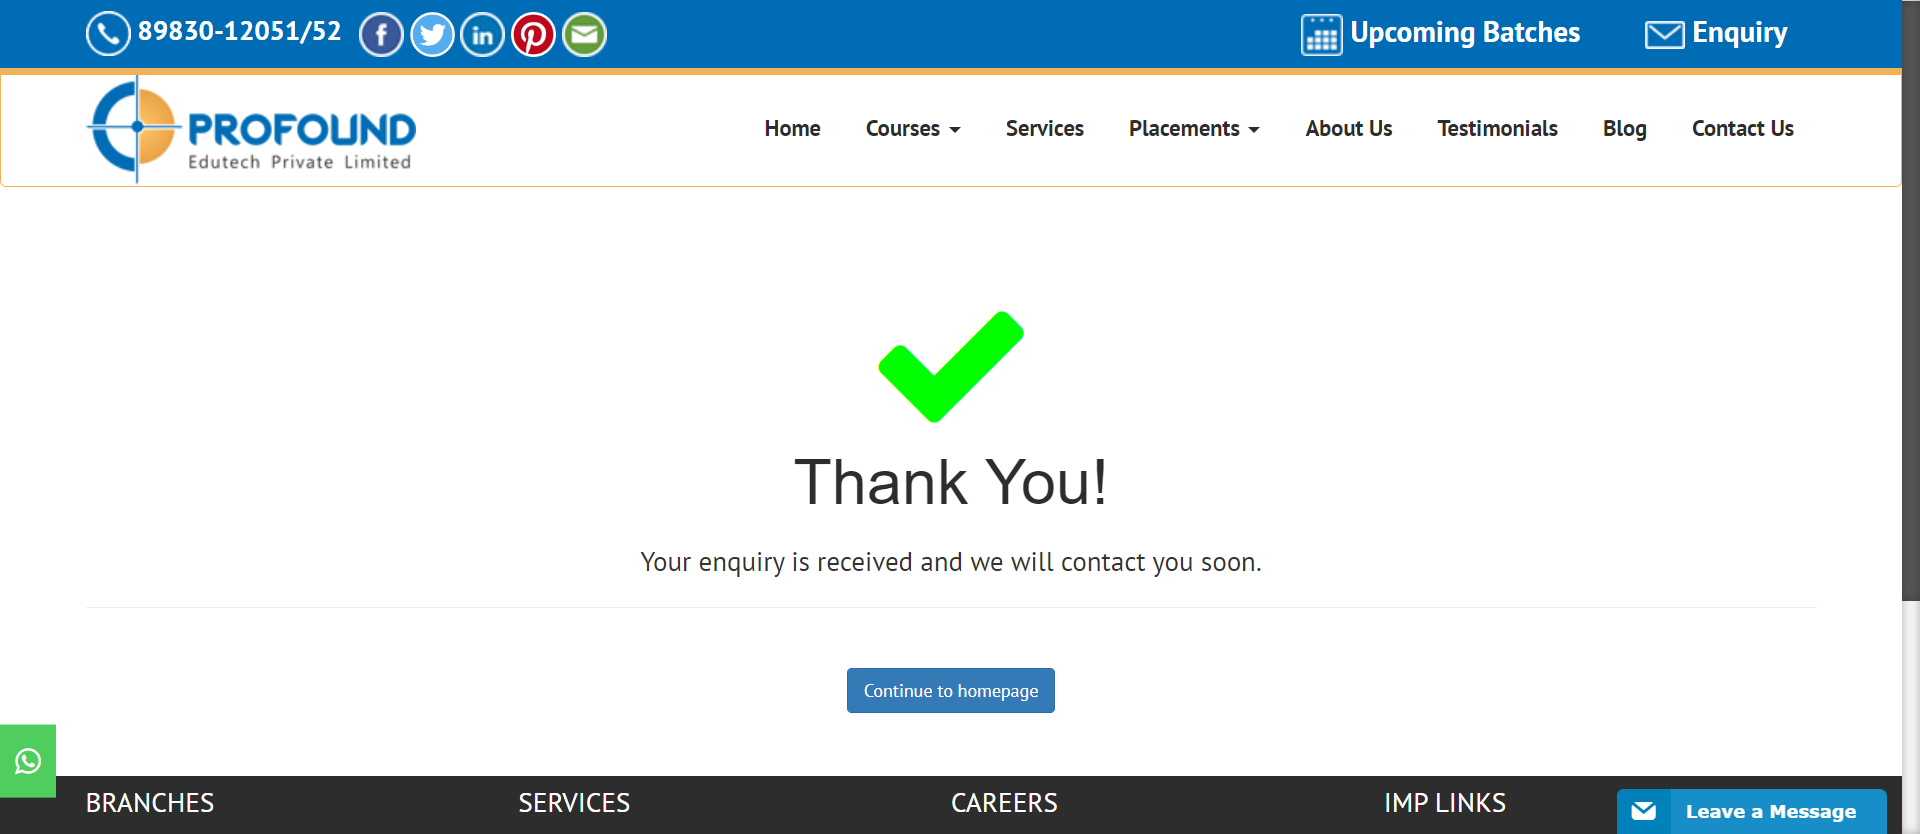 89830-12051/52
Upcoming Batches
Enquiry
PROFOUND
Edutech Private Limited
Home
Courses
Services
Placements
About Us
Testimonials
Blog
Contact Us
Thank You!
Your enquiry is received and we will contact you soon.
Continue to homepage
BRANCHES
SERVICES
CAREERS
IMP LINKS
Leave a Message